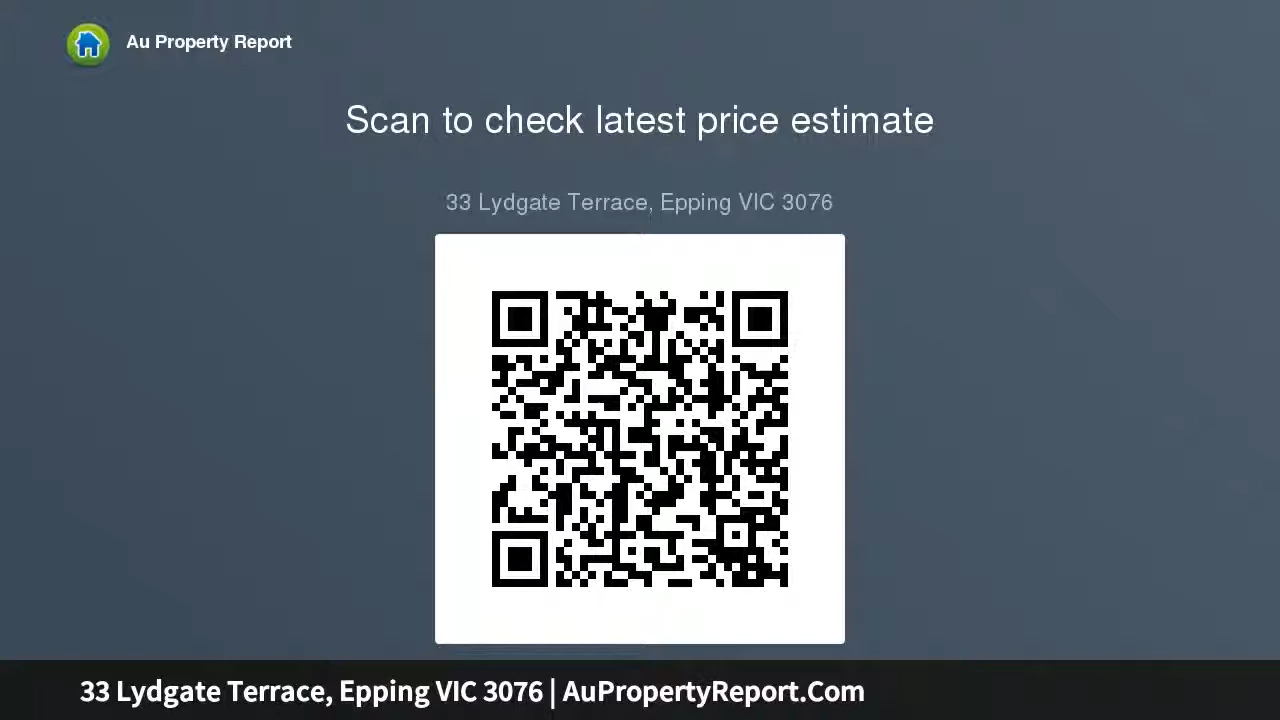 Au Property Report
Scan to check latest price estimate
33 Lydgate Terrace, Epping VIC 3076
33 Lydgate Terrace, Epping VIC 3076 | AuPropertyReport.Com